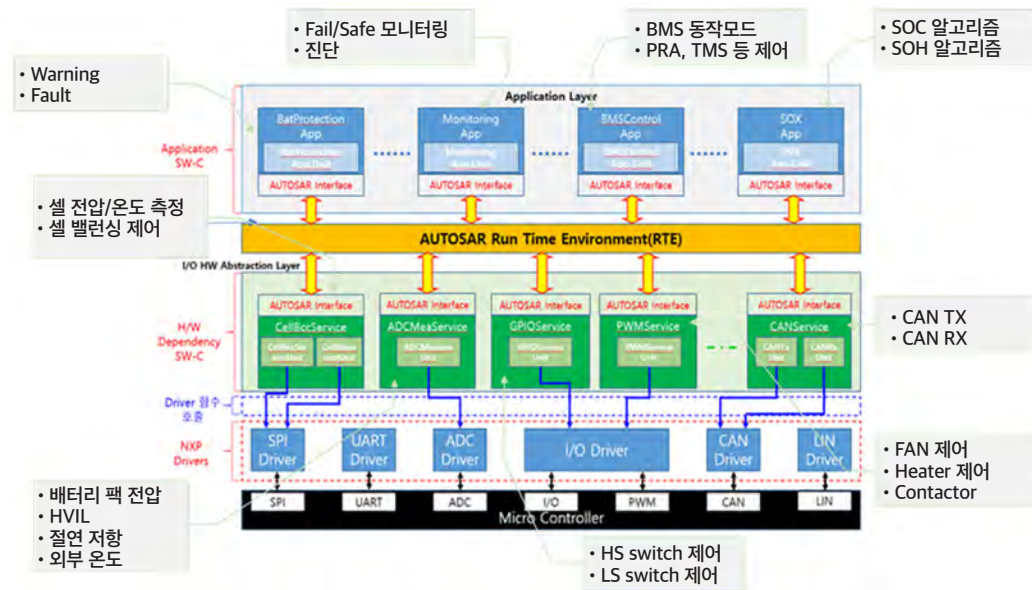 • Fail/Safe 모니터링
• 진단
• BMS 동작모드
• PRA, TMS 등 제어
• SOC 알고리즘
• SOH 알고리즘
• Warning
• Fault
Application Layer
BatProtection App
Monitoring App
BMSControl App
SOX App
Application SW-C
AUTOSAR Interface
AUTOSAR Interface
AUTOSAR Interface
AUTOSAR Interface
• 셀 전압/온도 측정
• 셀 밸런싱 제어
AUTOSAR Run Time Environment(RTE)
I/O HW Abstraction Layer
AUTOSAR Interface
AUTOSAR Interface
AUTOSAR Interface
AUTOSAR Interface
AUTOSAR Interface
H/W Dependency SW-C
CellBccService
ADCMeaService
GPIOService
PWMService
CANService
• CAN TX
• CAN RX
Driver 함수 호출
NXP Drivers
SPI Driver
UART Driver
ADC Driver
I/O Driver
CAN Driver
LIN Driver
• FAN 제어
• Heater 제어
• Contactor
SPI
UART
ADC
I/O
PWM
CAN
LIN
Micro Controller
• 배터리 팩 전압
• HVIL
• 절연 저항
• 외부 온도
• HS switch 제어
• LS switch 제어